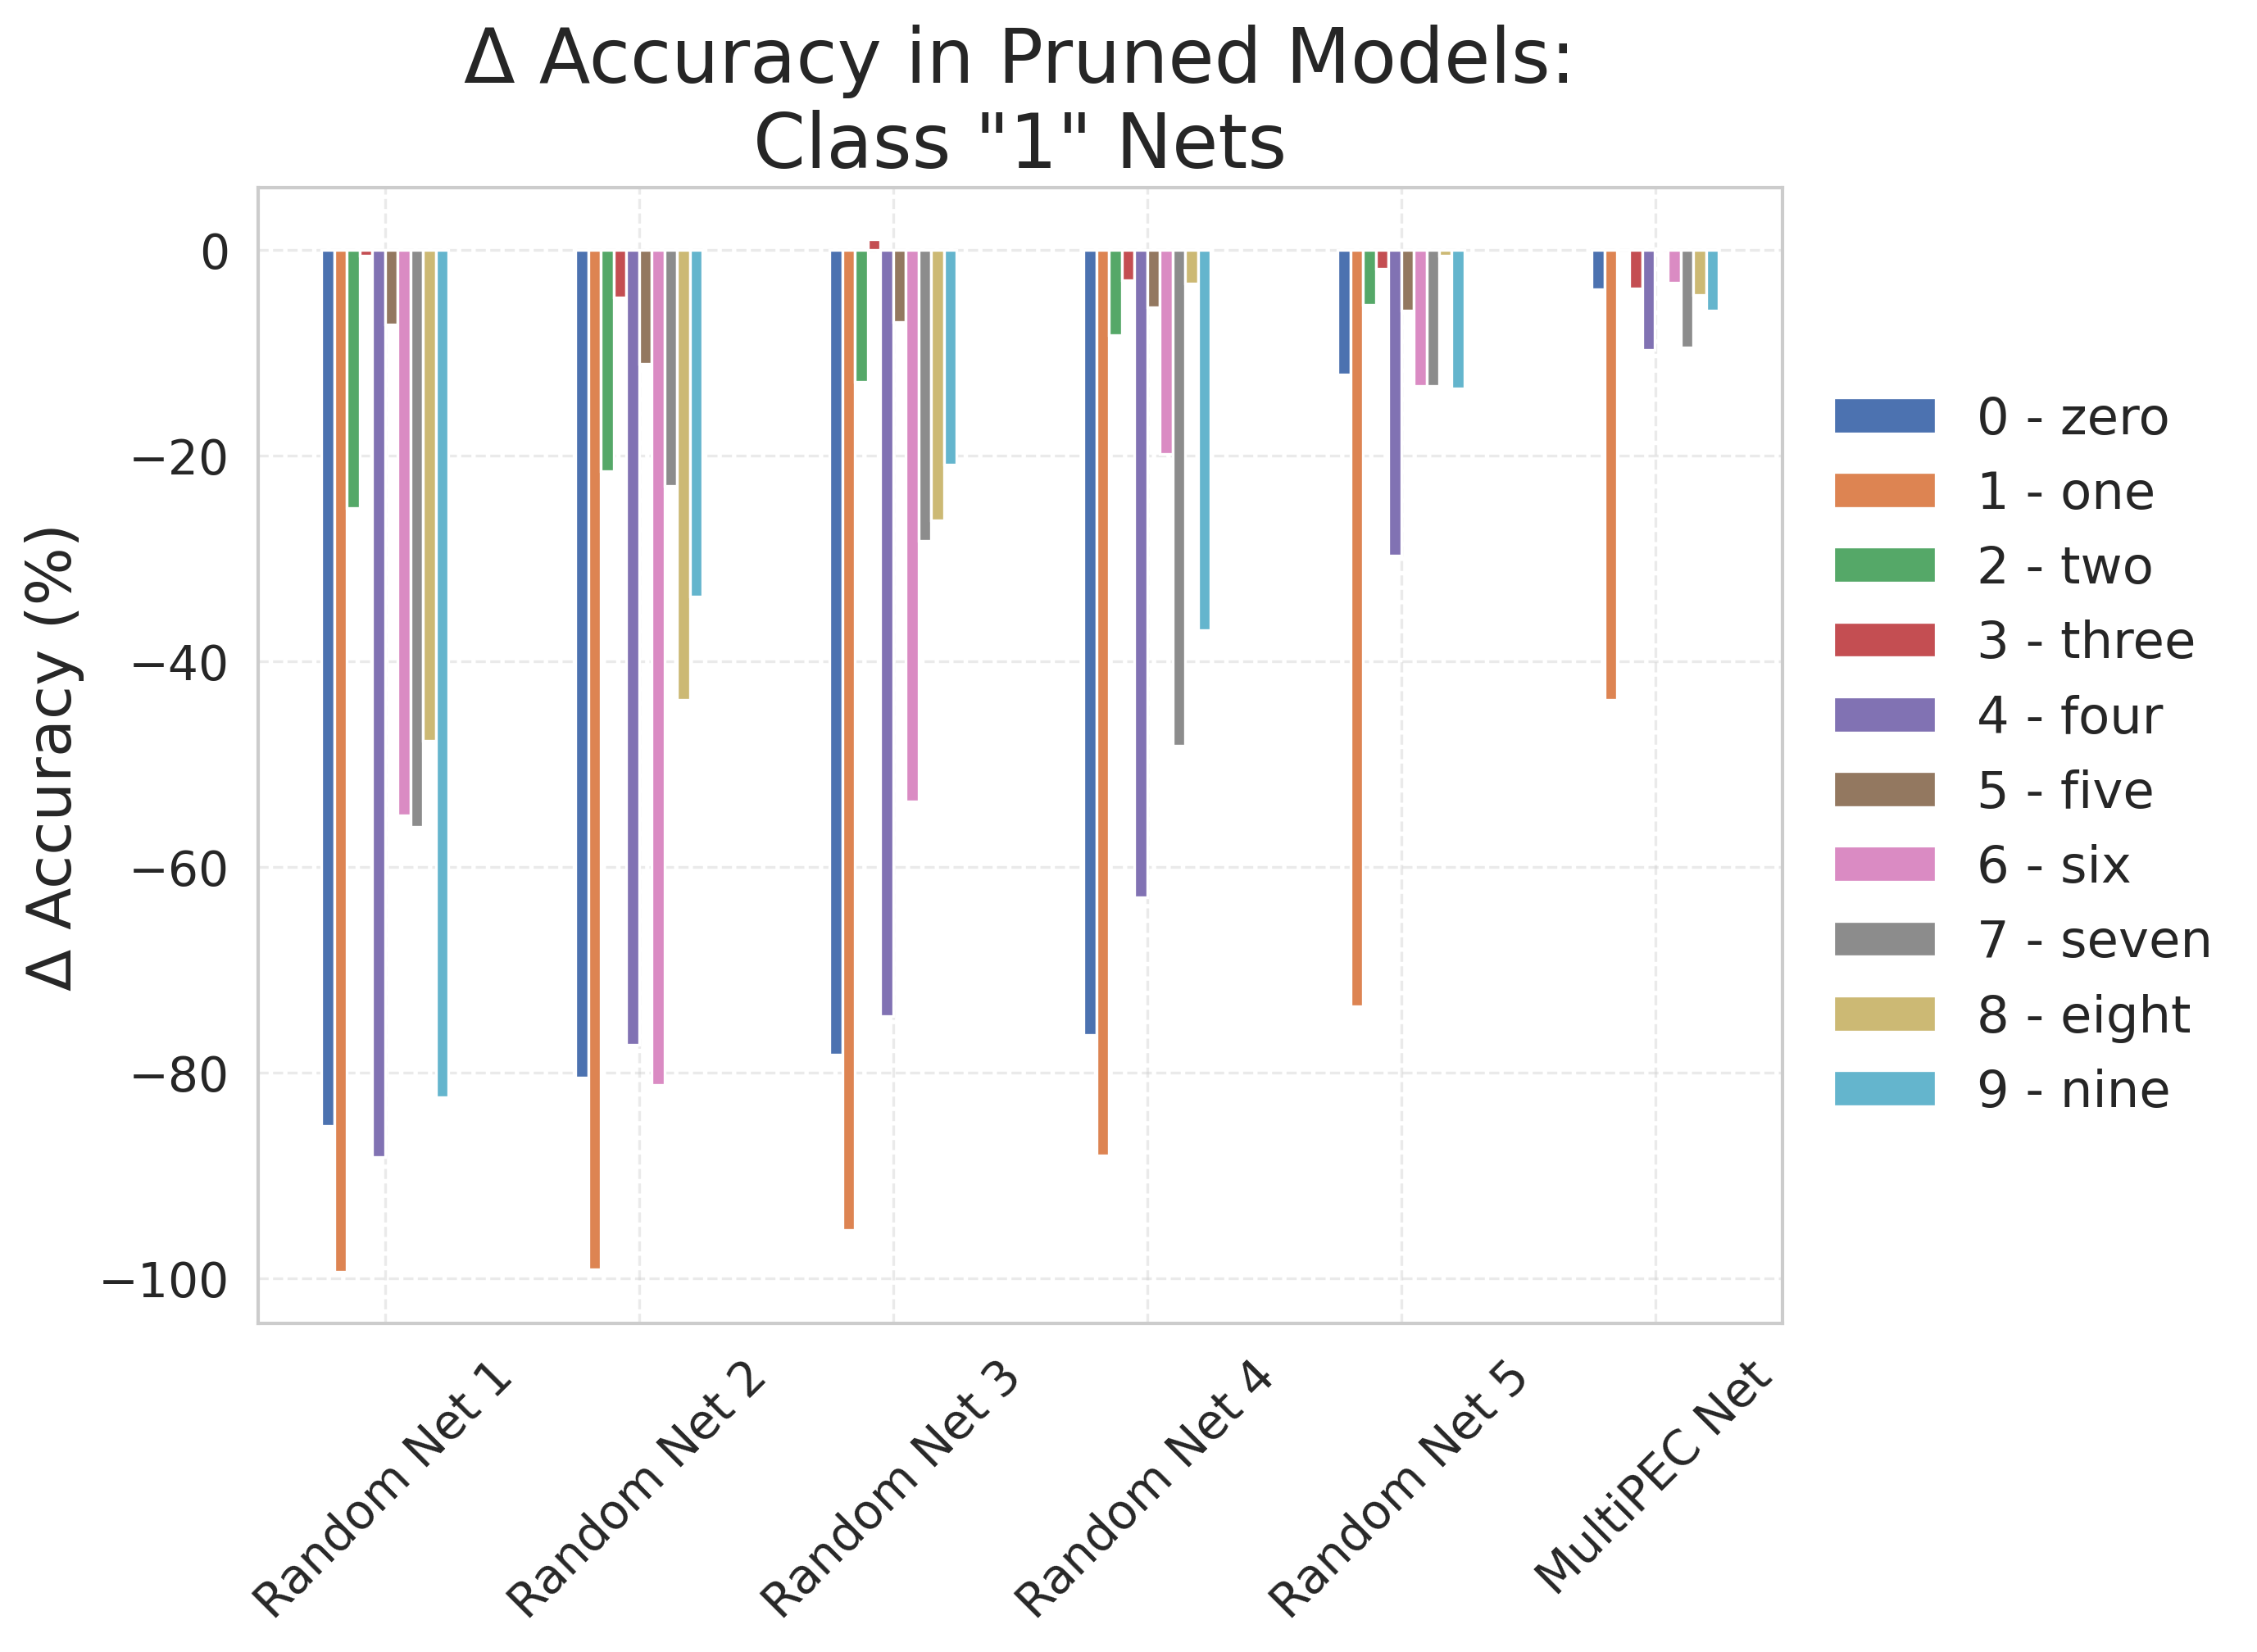 Δ Accuracy in Pruned Models:
Class "1" Nets
Δ Accuracy (%)
0
−20
−40
−60
−80
−100
Random Net 1
Random Net 2
Random Net 3
Random Net 4
Random Net 5
MultiPEC Net
0 - zero
1 - one
2 - two
3 - three
4 - four
5 - five
6 - six
7 - seven
8 - eight
9 - nine